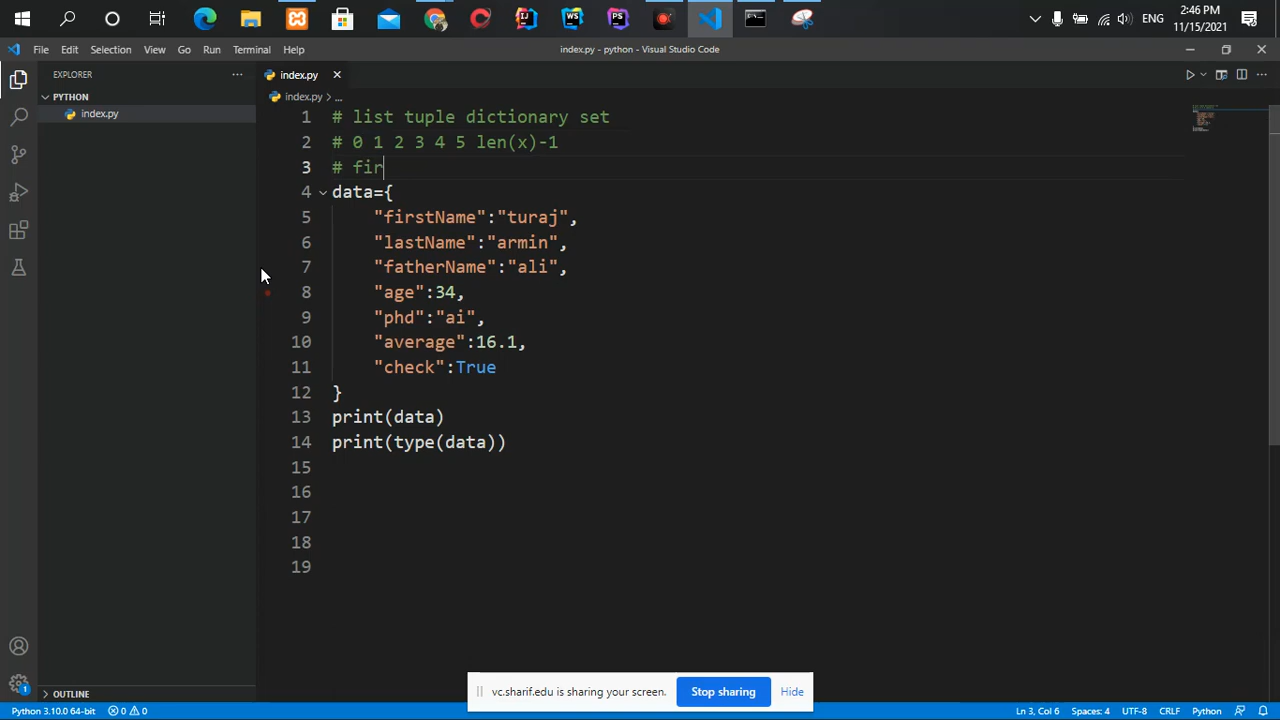 2:46 PM
ENG
11/15/2021
File Edit Selection View Go Run Terminal Help
index.py - python - Visual Studio Code
EXPLORER
index.py
PYTHON
index.py > ...
index.py
1 # list tuple dictionary set
2 # 0 1 2 3 4 5 len(x)-1
3 # fir
4 data={
5 "firstName":"turaj",
6 "lastName":"armin",
7 "fatherName":"ali",
8 "age":34,
9 "phd":"ai",
10 "average":16.1,
11 "check":True
12 }
13 print(data)
14 print(type(data))
15
16
17
18
19
OUTLINE
vc.sharif.edu is sharing your screen. Stop sharing Hide
Python 3.10.0 64-bit 0 0 Ln 3, Col 6 Spaces: 4 UTF-8 CRLF Python